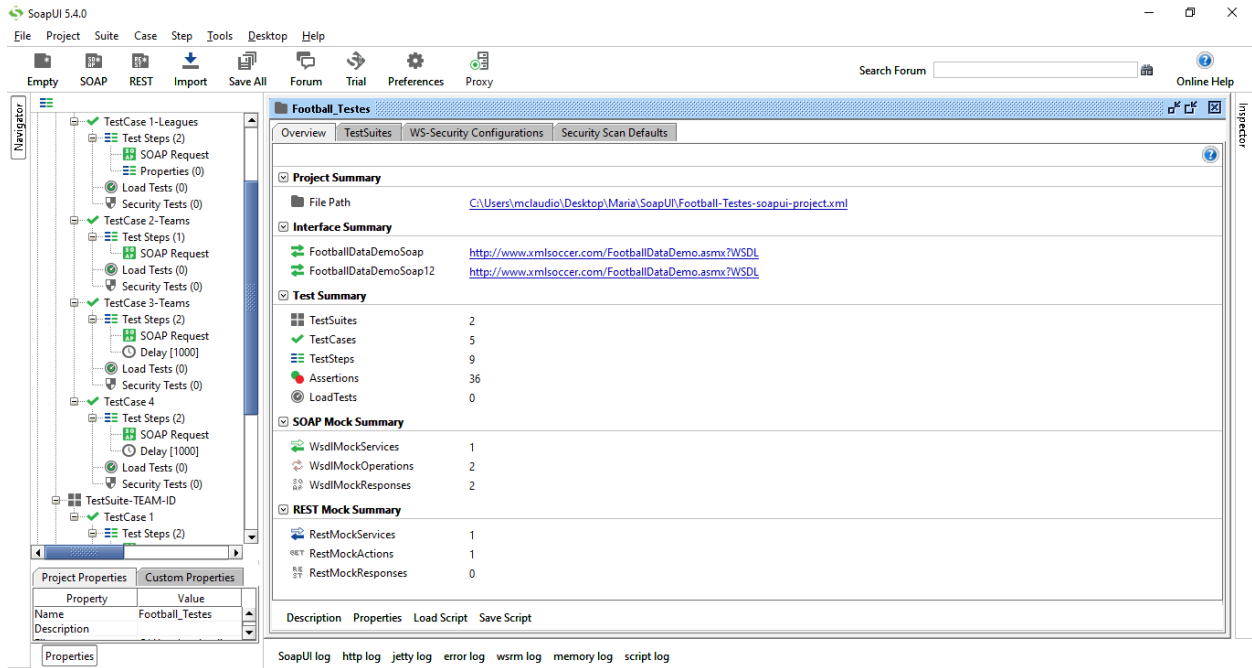 SoapUI 5.4.0
File Project Suite Case Step Tools Desktop Help
Empty SOAP REST Import Save All Forum Trial Preferences Proxy Search Forum Online Help
Navigator
TestCase 1-Leagues
Test Steps (2)
SOAP Request
Properties (0)
Load Tests (0)
Security Tests (0)
TestCase 2-Teams
Test Steps (1)
SOAP Request
Load Tests (0)
Security Tests (0)
TestCase 3-Teams
Test Steps (2)
SOAP Request
Delay [1000]
Load Tests (0)
Security Tests (0)
TestCase 4
Test Steps (2)
SOAP Request
Delay [1000]
Load Tests (0)
Security Tests (0)
TestSuite-TEAM-ID
TestCase 1
Test Steps (2)
Project Properties Custom Properties
Property Value
Name Football_Testes
Description
Properties
Football_Testes
Overview TestSuites WS-Security Configurations Security Scan Defaults
Project Summary
File Path C:\Users\mclaudio\Desktop\Maria\SoapUI\Football-Testes-soapui-project.xml
Interface Summary
FootballDataDemoSoap http://www.xmlsoccer.com/FootballDataDemo.asmx?WSDL
FootballDataDemoSoap12 http://www.xmlsoccer.com/FootballDataDemo.asmx?WSDL
Test Summary
TestSuites 2
TestCases 5
TestSteps 9
Assertions 36
LoadTests 0
SOAP Mock Summary
WsdlMockServices 1
WsdlMockOperations 2
WsdlMockResponses 2
REST Mock Summary
RestMockServices 1
GET RestMockActions 1
RestMockResponses 0
Description Properties Load Script Save Script
SoapUI log http log jetty log error log wsrm log memory log script log
Inspector